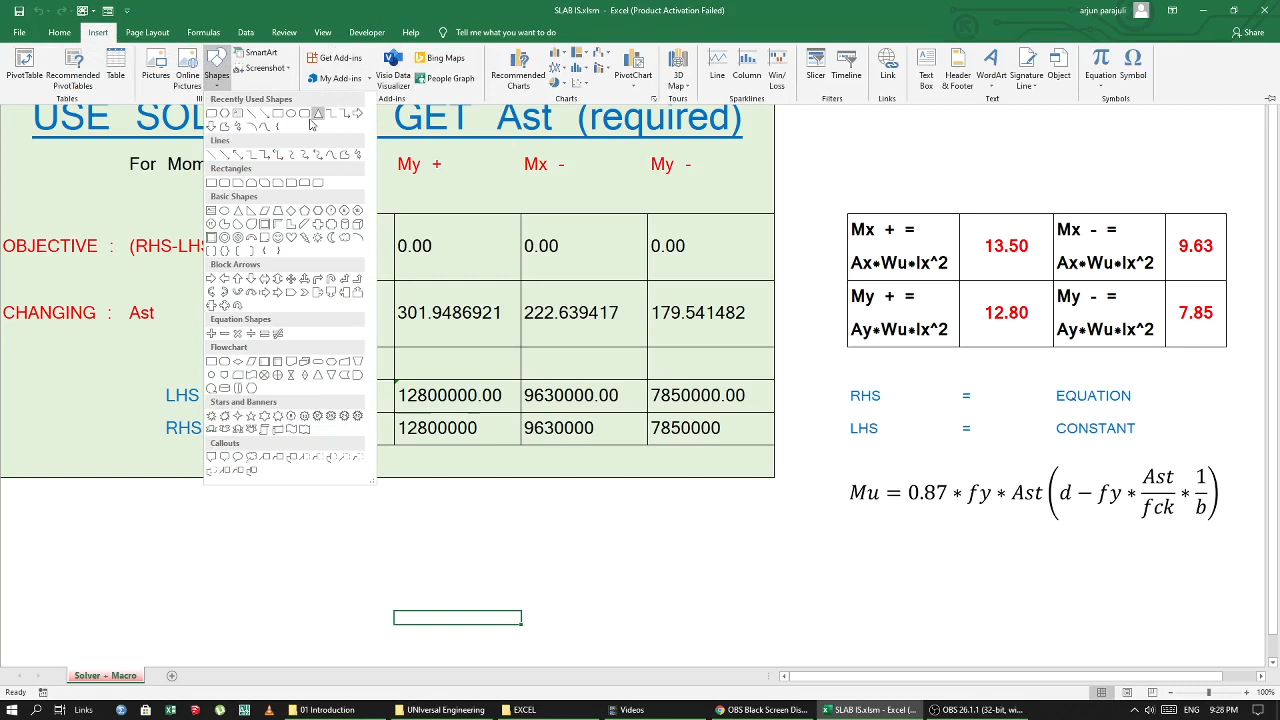 SLAB IS.xlsm - Excel (Product Activation Failed)
arjun parajuli
File Home Insert Page Layout Formulas Data Review View Developer Help Tell me what you want to do
Share
PivotTable Recommended PivotTables Table
Tables
Pictures Online Pictures Shapes SmartArt Screenshot
Get Add-ins
My Add-ins
Visio Data Visualizer Bing Maps People Graph
Add-ins
Recommended Charts PivotChart
Charts
3D Map
Tours
Line Column Win/Loss
Sparklines
Slicer Timeline
Filters
Link
Links
Text Box Header & Footer WordArt Signature Line Object
Text
Equation Symbol
Symbols
Recently Used Shapes
Lines
Rectangles
Basic Shapes
Block Arrows
Equation Shapes
Flowchart
Stars and Banners
Callouts
USE SOL GET Ast (required)
For Mom My + Mx - My -
OBJECTIVE : (RHS-LHS 0.00 0.00 0.00
CHANGING : Ast 301.9486921 222.639417 179.541482
LHS 12800000.00 9630000.00 7850000.00
RHS 12800000 9630000 7850000
Mx + = Ax*Wu*lx^2 13.50 Mx - = Ax*Wu*lx^2 9.63
My + = Ay*Wu*lx^2 12.80 My - = Ay*Wu*lx^2 7.85
RHS = EQUATION
LHS = CONSTANT
Mu = 0.87 * fy * Ast (d − fy * Ast/fck * 1/b)
Solver + Macro
Ready
100%
Links
01 Introduction
UNIversal Engineering
EXCEL
Videos
OBS Black Screen Dis...
SLAB IS.xlsm - Excel (...
OBS 26.1.1 (32-bit, win...
9:28 PM